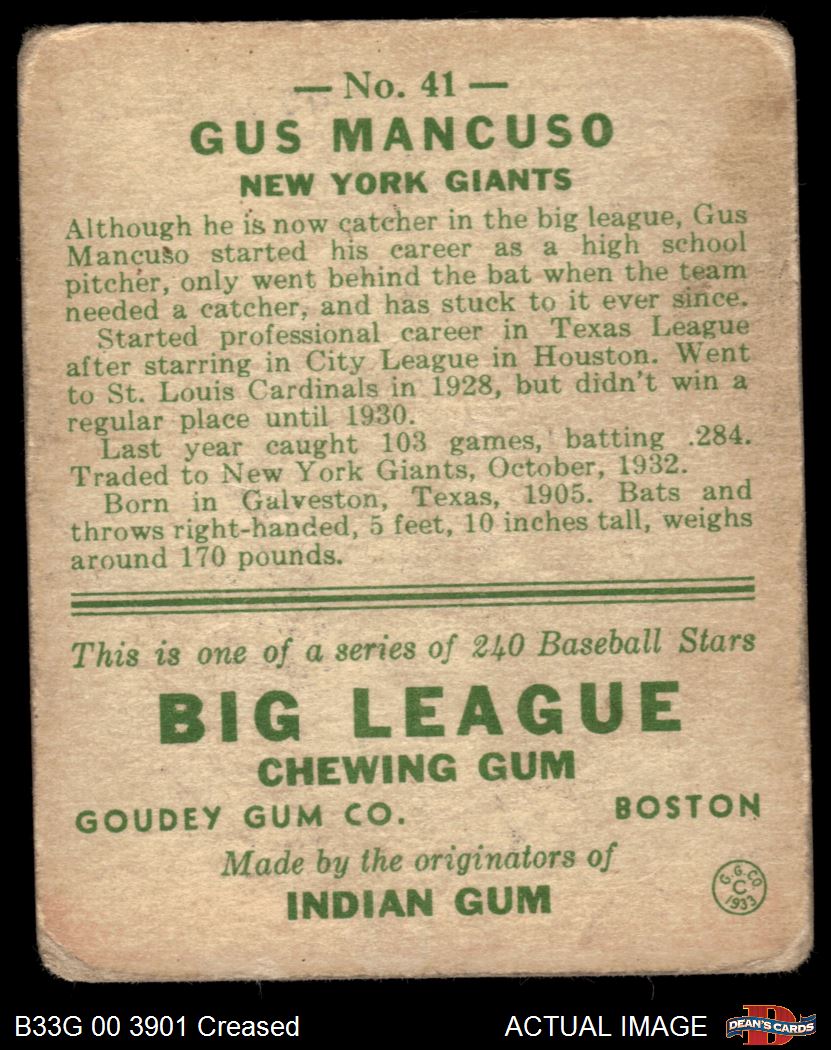 — No. 41 —
GUS MANCUSO
NEW YORK GIANTS
Although he is now catcher in the big league, Gus
Mancuso started his career as a high school
pitcher, only went behind the bat when the team
needed a catcher, and has stuck to it ever since.
Started professional career in Texas League
after starring in City League in Houston. Went
to St. Louis Cardinals in 1928, but didn't win a
regular place until 1930.
Last year caught 103 games, batting .284.
Traded to New York Giants, October, 1932.
Born in Galveston, Texas, 1905. Bats and
throws right-handed, 5 feet, 10 inches tall, weighs
around 170 pounds.
This is one of a series of 240 Baseball Stars
BIG LEAGUE
CHEWING GUM
GOUDEY GUM CO. BOSTON
Made by the originators of
INDIAN GUM
G.G.CO.
C
1933
B33G 00 3901 Creased ACTUAL IMAGE
D
DEAN'S CARDS